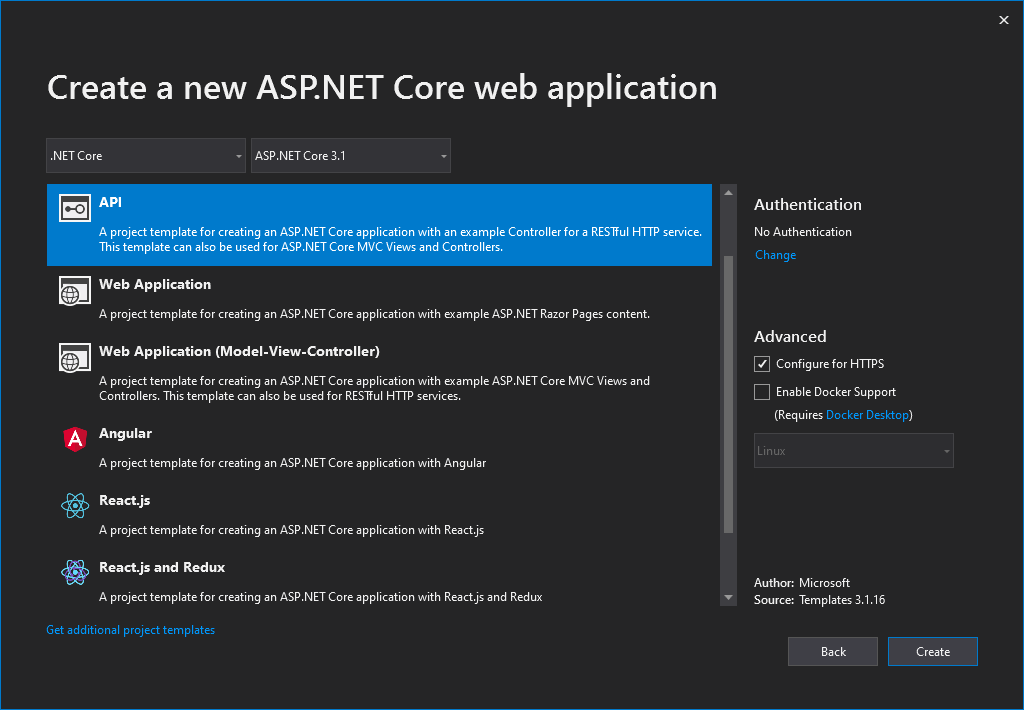 Create a new ASP.NET Core web application
.NET Core
ASP.NET Core 3.1
API
A project template for creating an ASP.NET Core application with an example Controller for a RESTful HTTP service.
This template can also be used for ASP.NET Core MVC Views and Controllers.
Web Application
A project template for creating an ASP.NET Core application with example ASP.NET Razor Pages content.
Web Application (Model-View-Controller)
A project template for creating an ASP.NET Core application with example ASP.NET Core MVC Views and
Controllers. This template can also be used for RESTful HTTP services.
Angular
A project template for creating an ASP.NET Core application with Angular
React.js
A project template for creating an ASP.NET Core application with React.js
React.js and Redux
A project template for creating an ASP.NET Core application with React.js and Redux
Get additional project templates
Authentication
No Authentication
Change
Advanced
Configure for HTTPS
Enable Docker Support
(Requires Docker Desktop)
Linux
Author: Microsoft
Source: Templates 3.1.16
Back
Create